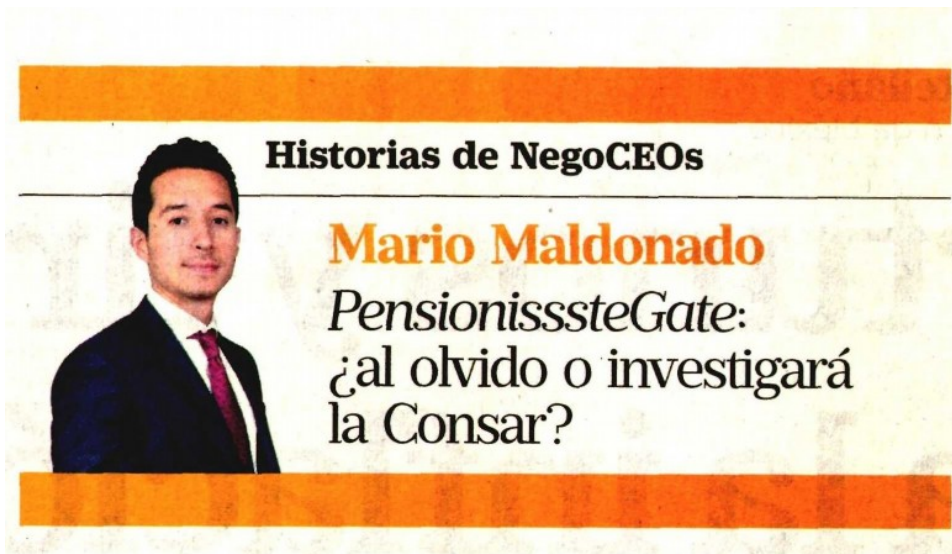 Historias de NegoCEOs
Mario Maldonado
PensionisssteGate:
¿al olvido o investigará
la Consar?